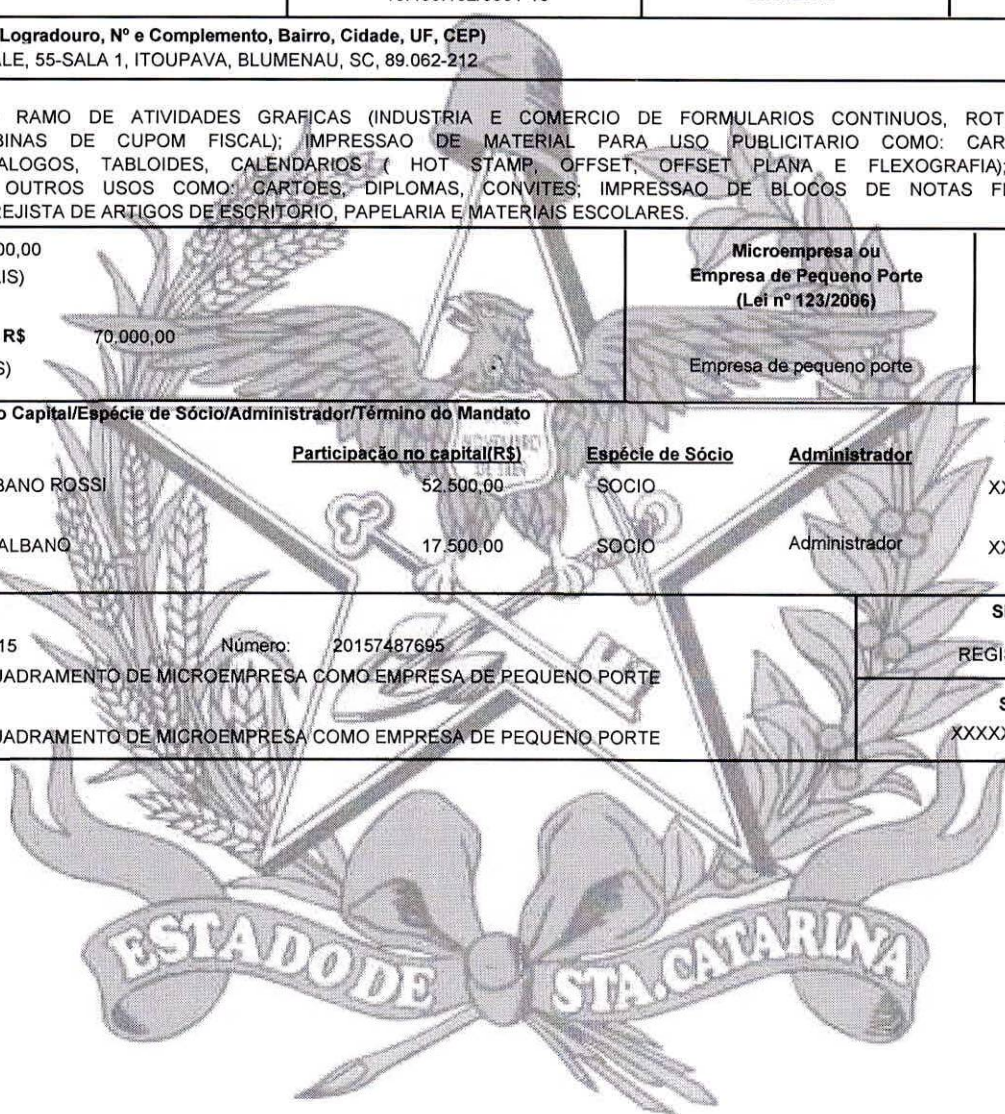 Logradouro, Nº e Complemento, Bairro, Cidade, UF, CEP)
ALE, 55-SALA 1, ITOUPAVA, BLUMENAU, SC, 89.062-212
RAMO DE ATIVIDADES GRAFICAS (INDUSTRIA E COMERCIO DE FORMULARIOS CONTINUOS, ROT
BINAS DE CUPOM FISCAL); IMPRESSAO DE MATERIAL PARA USO PUBLICITARIO COMO: CAR
ALOGOS, TABLOIDES, CALENDARIOS ( HOT STAMP, OFFSET, OFFSET PLANA E FLEXOGRAFIA);
OUTROS USOS COMO: CARTOES, DIPLOMAS, CONVITES; IMPRESSAO DE BLOCOS DE NOTAS FI
REJISTA DE ARTIGOS DE ESCRITORIO, PAPELARIA E MATERIAIS ESCOLARES.
00,00
IS)
R$ 70.000,00
S)
Microempresa ou
Empresa de Pequeno Porte
(Lei nº 123/2006)
Empresa de pequeno porte
o Capital/Espécie de Sócio/Administrador/Término do Mandato
Participação no capital(R$) Espécie de Sócio Administrador
BANO ROSSI 52.500,00 SOCIO XX
ALBANO 17.500,00 SOCIO Administrador XX
15 Número: 20157487695
UADRAMENTO DE MICROEMPRESA COMO EMPRESA DE PEQUENO PORTE
UADRAMENTO DE MICROEMPRESA COMO EMPRESA DE PEQUENO PORTE
REGI
XXXXX
ESTADO DE STA. CATARINA